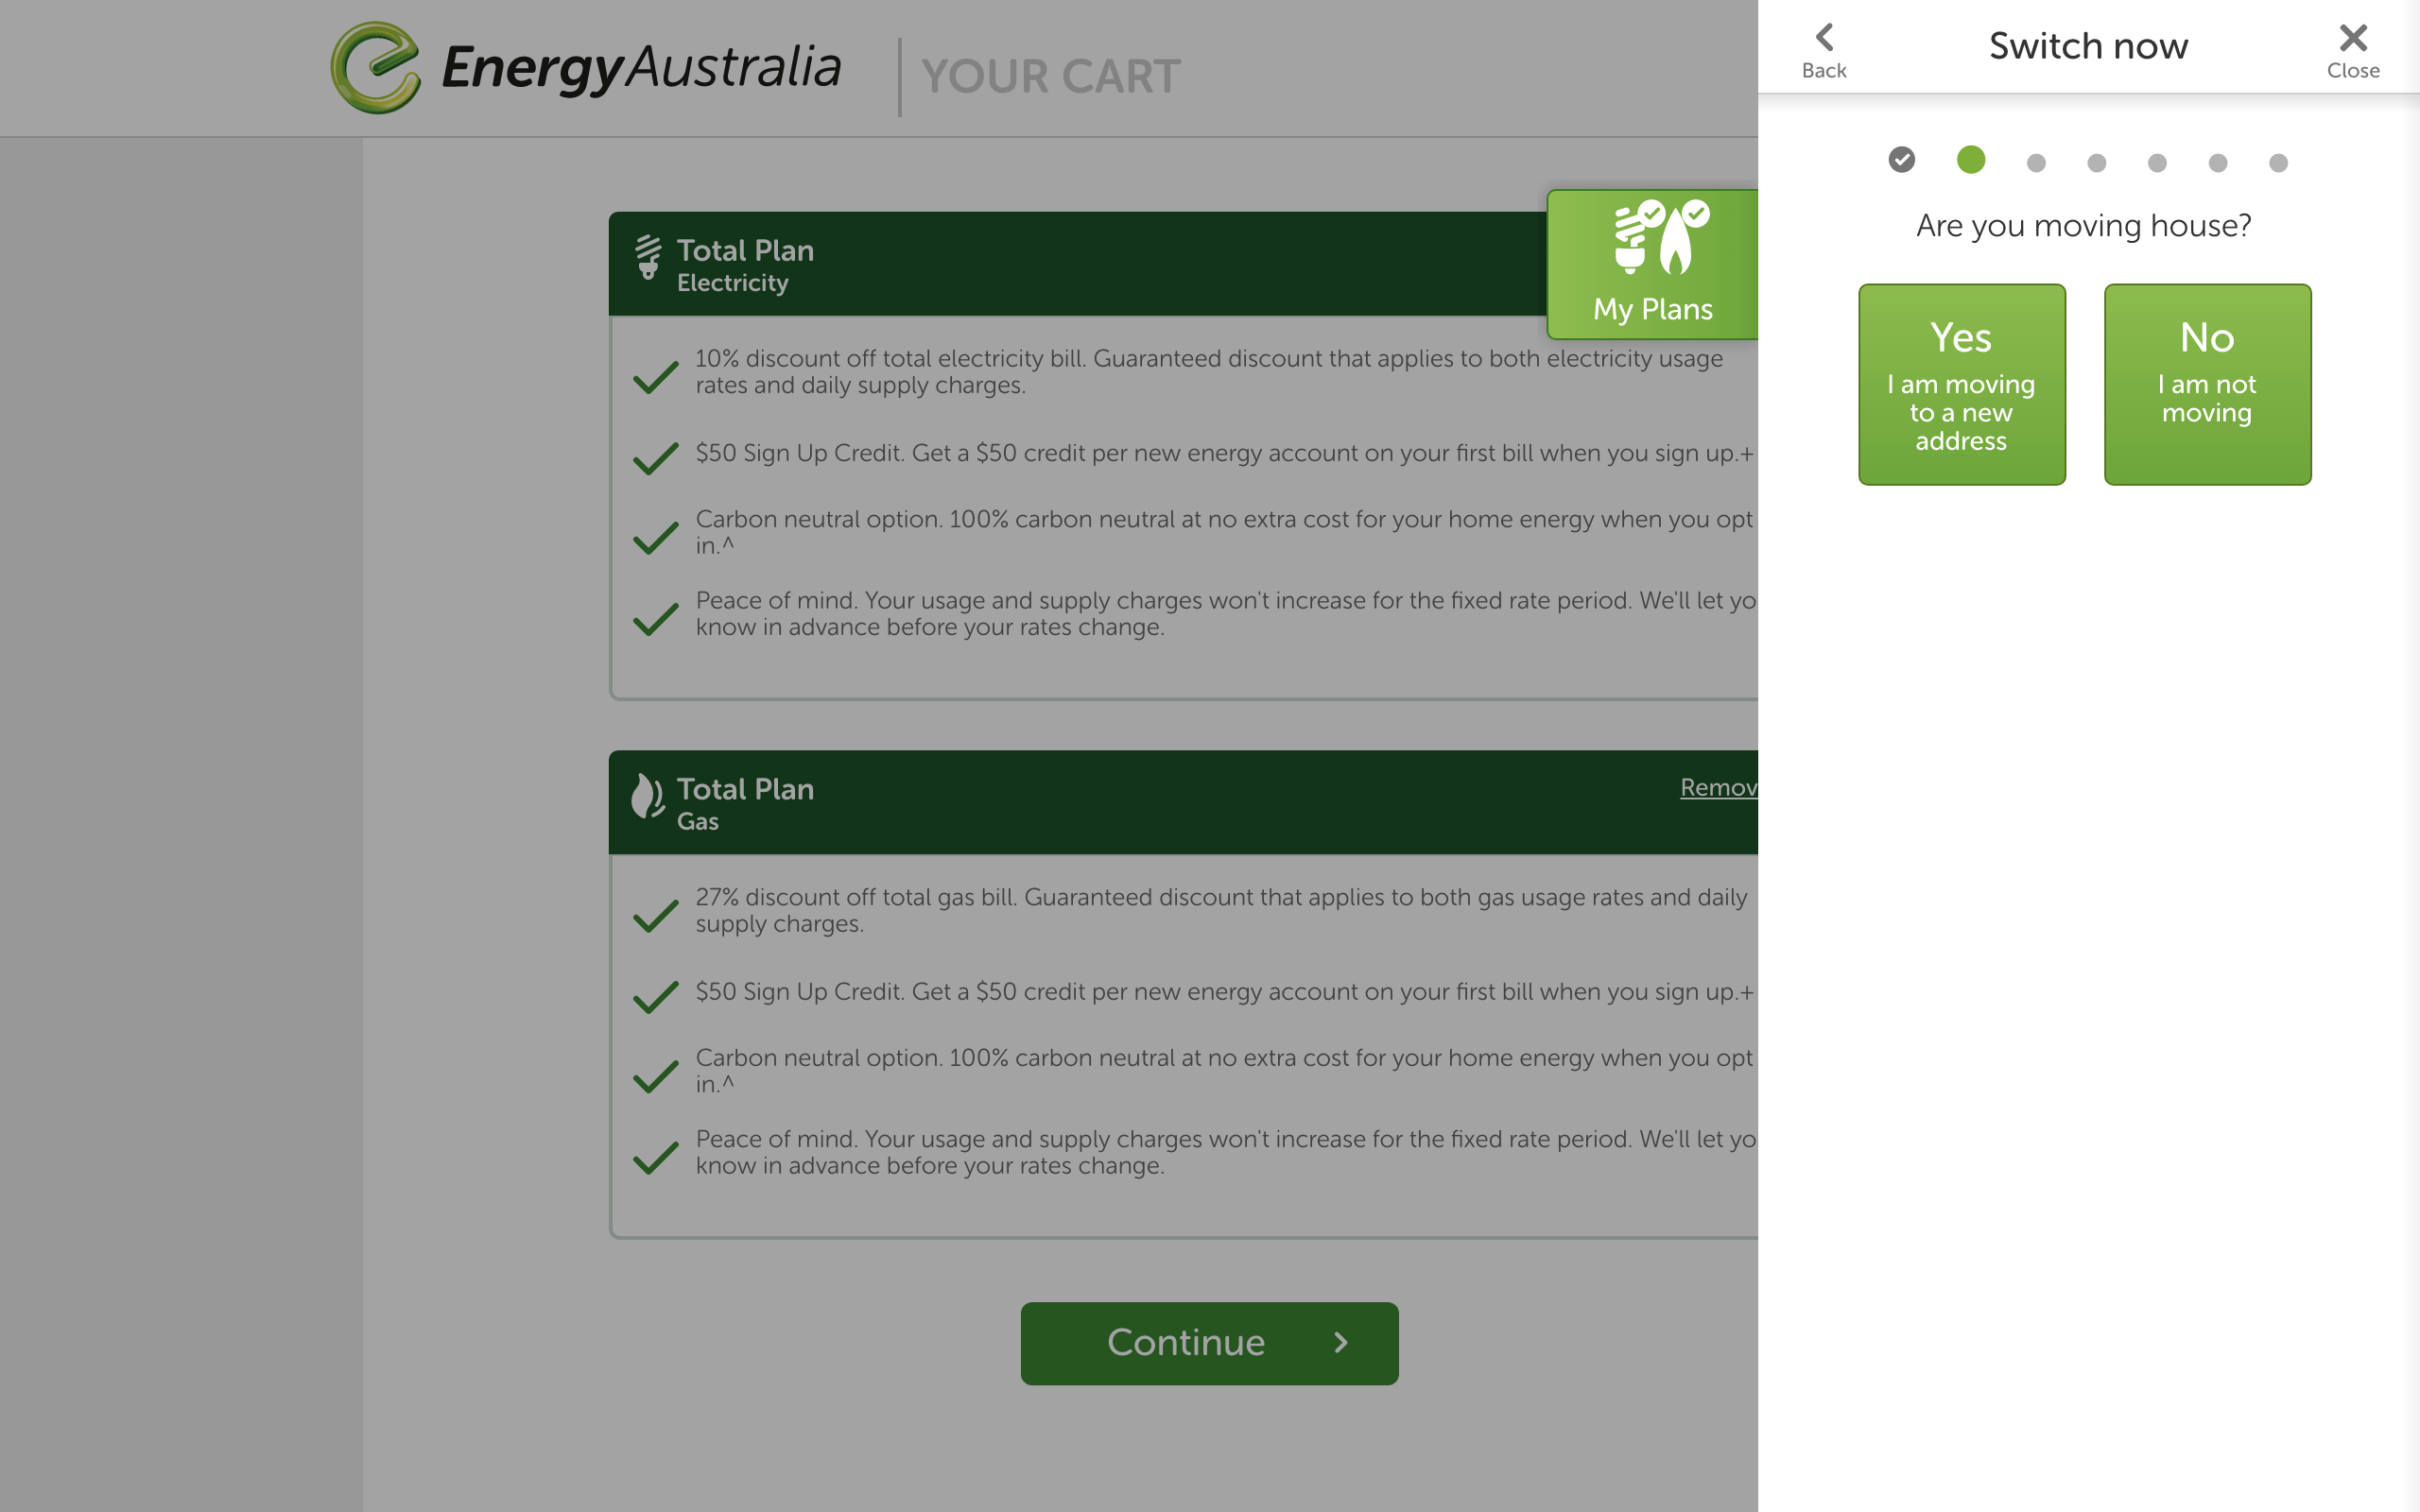 EnergyAustralia
YOUR CART
Total Plan
Electricity
My Plans
10% discount off total electricity bill. Guaranteed discount that applies to both electricity usage
rates and daily supply charges.
$50 Sign Up Credit. Get a $50 credit per new energy account on your first bill when you sign up.+
Carbon neutral option. 100% carbon neutral at no extra cost for your home energy when you opt
in.^
Peace of mind. Your usage and supply charges won't increase for the fixed rate period. We'll let yo
know in advance before your rates change.
Total Plan
Gas
Remov
27% discount off total gas bill. Guaranteed discount that applies to both gas usage rates and daily
supply charges.
$50 Sign Up Credit. Get a $50 credit per new energy account on your first bill when you sign up.+
Carbon neutral option. 100% carbon neutral at no extra cost for your home energy when you opt
in.^
Peace of mind. Your usage and supply charges won't increase for the fixed rate period. We'll let yo
know in advance before your rates change.
Continue
Back
Switch now
Close
Are you moving house?
Yes
I am moving
to a new
address
No
I am not
moving